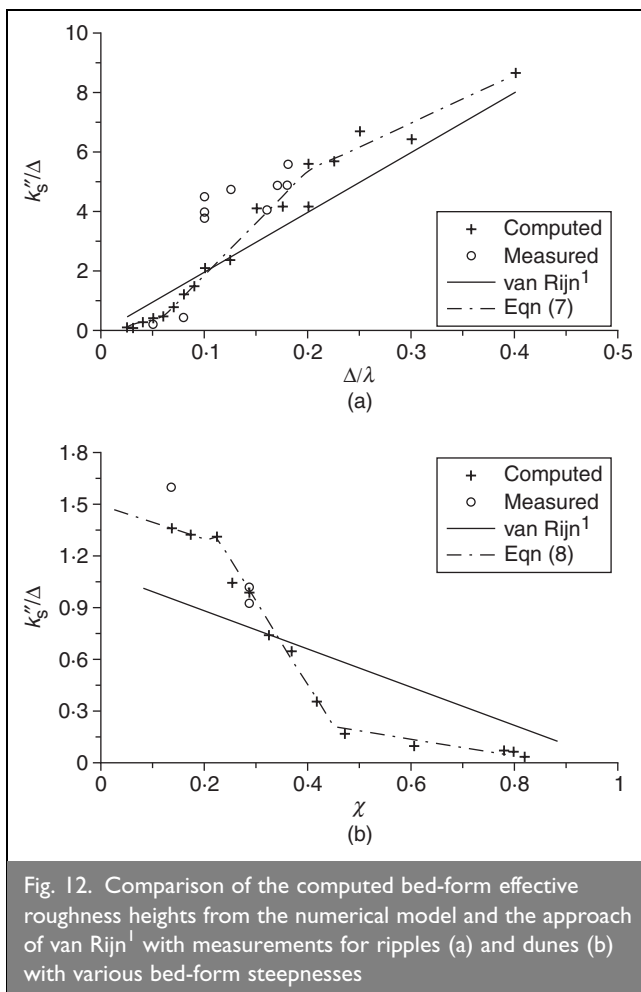 10
8
6
4
2
0
k″s/Δ
0 0·1 0·2 0·3 0·4 0·5
Δ/λ
Computed
Measured
van Rijn1
Eqn (7)
(a)
1·8
1·5
1·2
0·9
0·6
0·3
0
k″s/Δ
0 0·2 0·4 0·6 0·8 1
χ
Computed
Measured
van Rijn1
Eqn (8)
(b)
Fig. 12. Comparison of the computed bed-form effective
roughness heights from the numerical model and the approach
of van Rijn1 with measurements for ripples (a) and dunes (b)
with various bed-form steepnesses